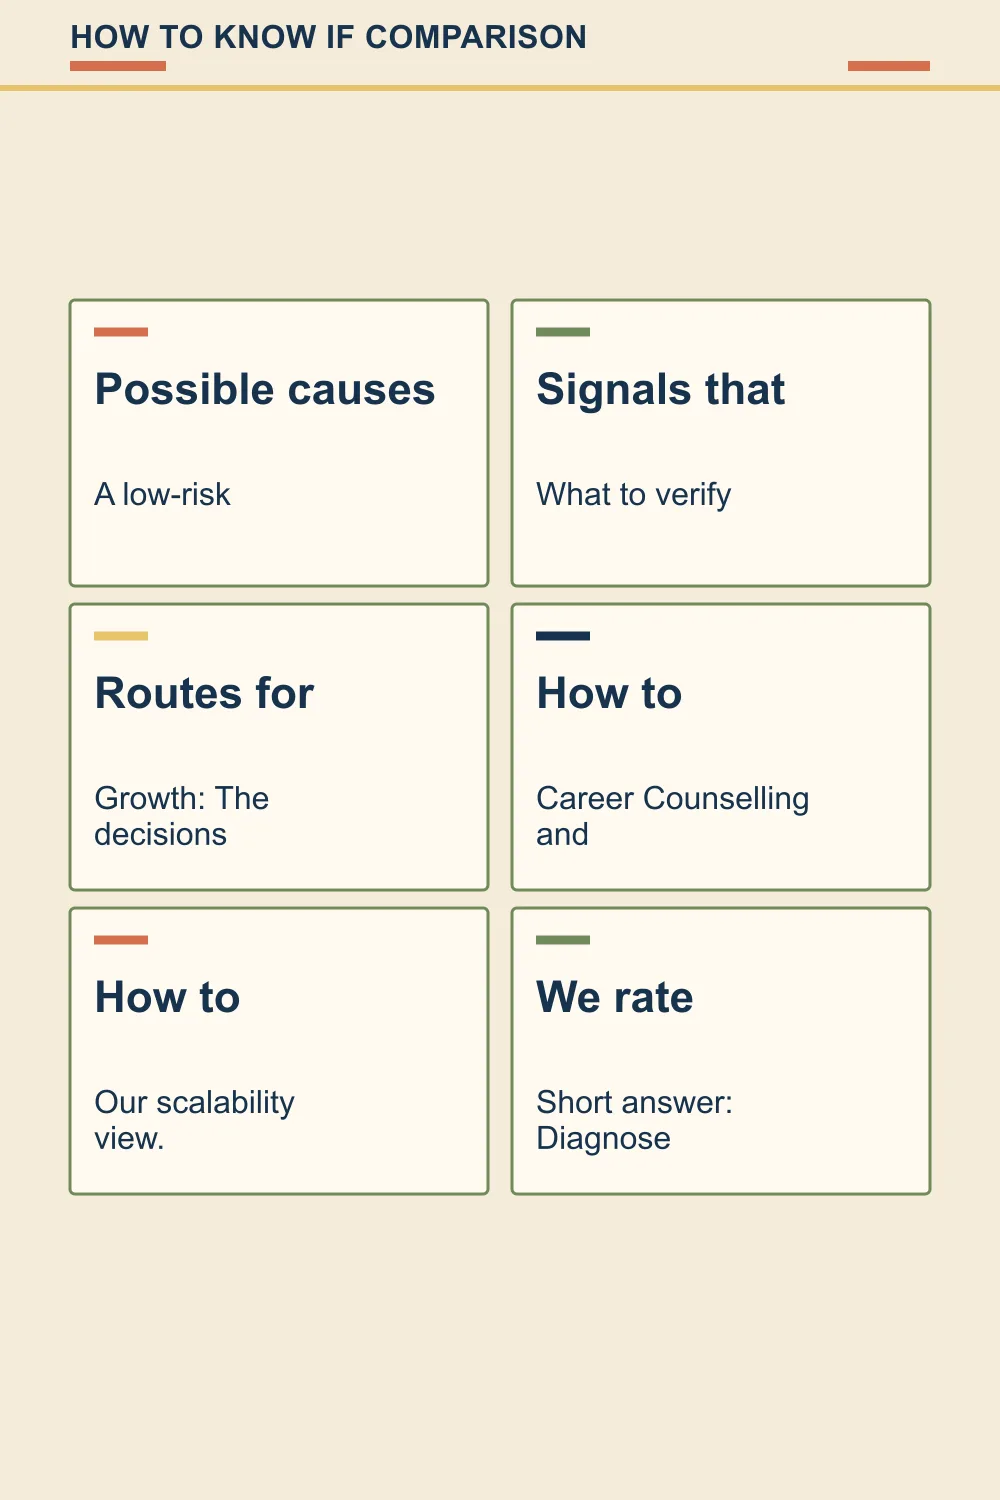 HOW TO KNOW IF COMPARISON
Possible causes
A low-risk
Signals that
What to verify
Routes for
Growth: The
decisions
How to
Career Counselling
and
How to
Our scalability
view.
We rate
Short answer:
Diagnose